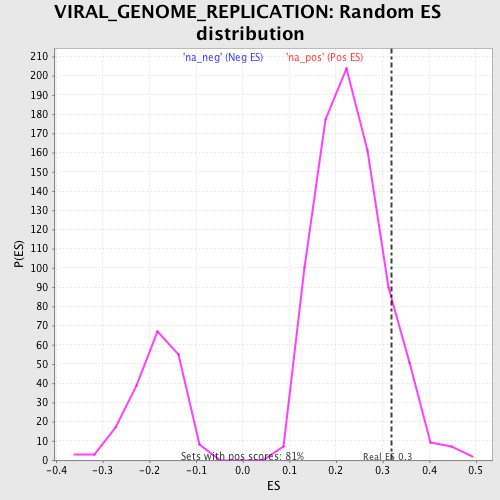 VIRAL_GENOME_REPLICATION: Random ES
distribution
'na_neg' (Neg ES) 'na_pos' (Pos ES)
210
200
190
180
170
160
150
140
130
120
110
100
90
80
70
60
50
40
30
20
10
0
P(ES)
Sets with pos scores: 81%
Real ES 0.3
-0.4 -0.3 -0.2 -0.1 0.0 0.1 0.2 0.3 0.4 0.5
ES